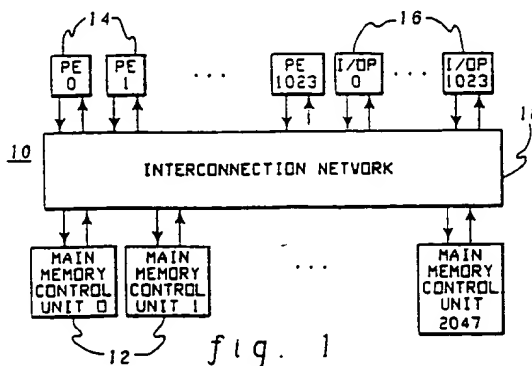 14
16
PE 0
PE 1
...
PE 1023
I/OP 0
...
I/OP 1023
10
INTERCONNECTION NETWORK
MAIN MEMORY CONTROL UNIT 0
MAIN MEMORY CONTROL UNIT 1
...
MAIN MEMORY CONTROL UNIT 2047
12
fig. 1